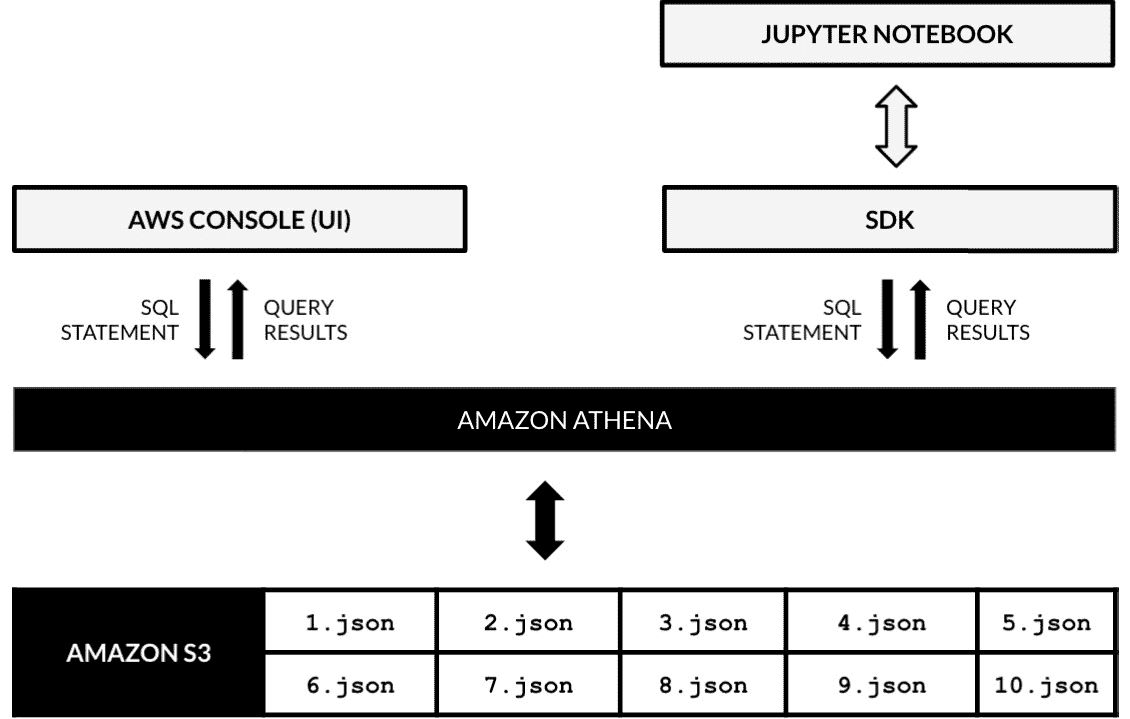 JUPYTER NOTEBOOK
AWS CONSOLE (UI)
SDK
SQL
STATEMENT
QUERY
RESULTS
SQL
STATEMENT
QUERY
RESULTS
AMAZON ATHENA
AMAZON S3
1.json
2.json
3.json
4.json
5.json
6.json
7.json
8.json
9.json
10.json